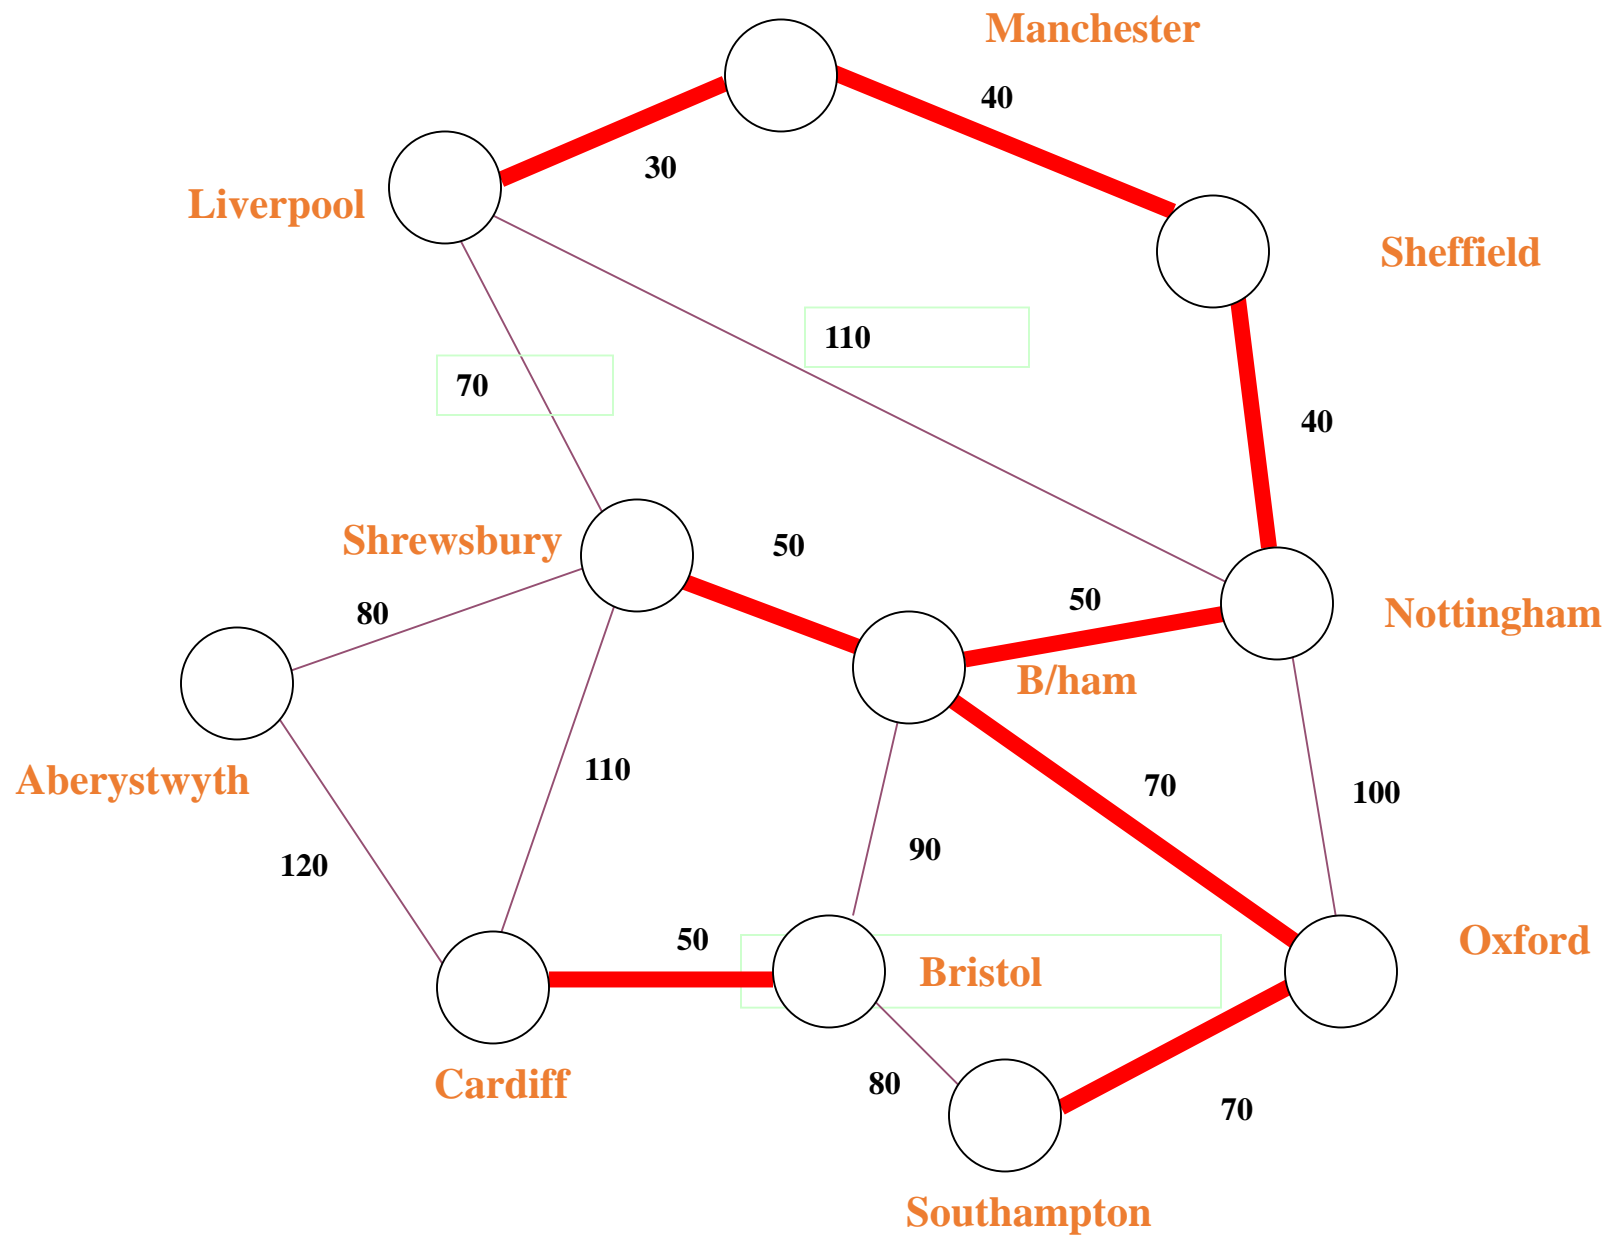 Manchester
40
30
Liverpool
Sheffield
110
70
40
Shrewsbury
50
50
80
Nottingham
B/ham
Aberystwyth
110
70
100
120
90
50
Bristol
Oxford
Cardiff
80
70
Southampton